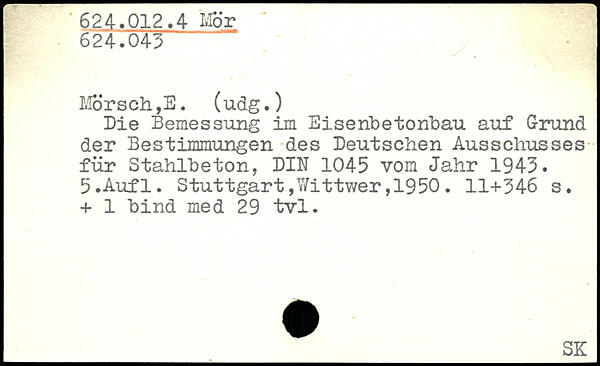 624.012.4 Mör
624.043
Mörsch,E. (udg.)
Die Bemessung im Eisenbetonbau auf Grund
der Bestimmungen des Deutschen Ausschusses
für Stahlbeton, DIN 1045 vom Jahr 1943.
5.Aufl. Stuttgart,Wittwer,1950. 11+346 s.
+ 1 bind med 29 tvl.
SK